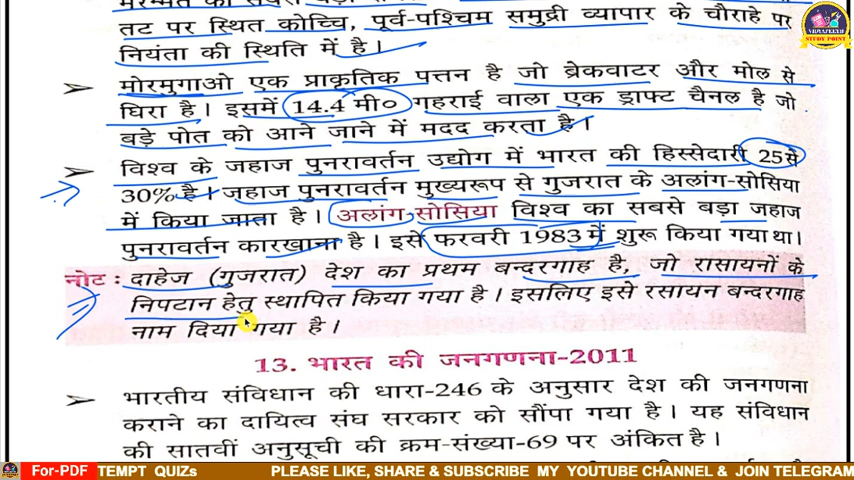 तट पर स्थित कोच्चि, पूर्व-पश्चिम समुद्री व्यापार के चौराहे पर
नियंता की स्थिति में है।
➢ मोरमुगाओ एक प्राकृतिक पत्तन है जो ब्रेकवाटर और मोल से
घिरा है। इसमें 14.4 मी० गहराई वाला एक ड्राफ्ट चैनल है जो
बड़े पोत को आने जाने में मदद करता है।
➢ विश्व के जहाज पुनरावर्तन उद्योग में भारत की हिस्सेदारी 25 से
30% है। जहाज पुनरावर्तन मुख्यरूप से गुजरात के अलांग-सोसिया
में किया जाता है। अलांग-सोसिया विश्व का सबसे बड़ा जहाज
पुनरावर्तन कारखाना है। इसे फरवरी 1983 में शुरू किया गया था।
नोट : दाहेज (गुजरात) देश का प्रथम बन्दरगाह है, जो रासायनों के
निपटान हेतु स्थापित किया गया है। इसलिए इसे रसायन बन्दरगाह
नाम दिया गया है।
13. भारत की जनगणना-2011
➢ भारतीय संविधान की धारा-246 के अनुसार देश की जनगणना
कराने का दायित्व संघ सरकार को सौंपा गया है। यह संविधान
की सातवीं अनुसूची की क्रम-संख्या-69 पर अंकित है।
For-PDF TEMPT QUIZs PLEASE LIKE, SHARE & SUBSCRIBE MY YOUTUBE CHANNEL & JOIN TELEGRAM